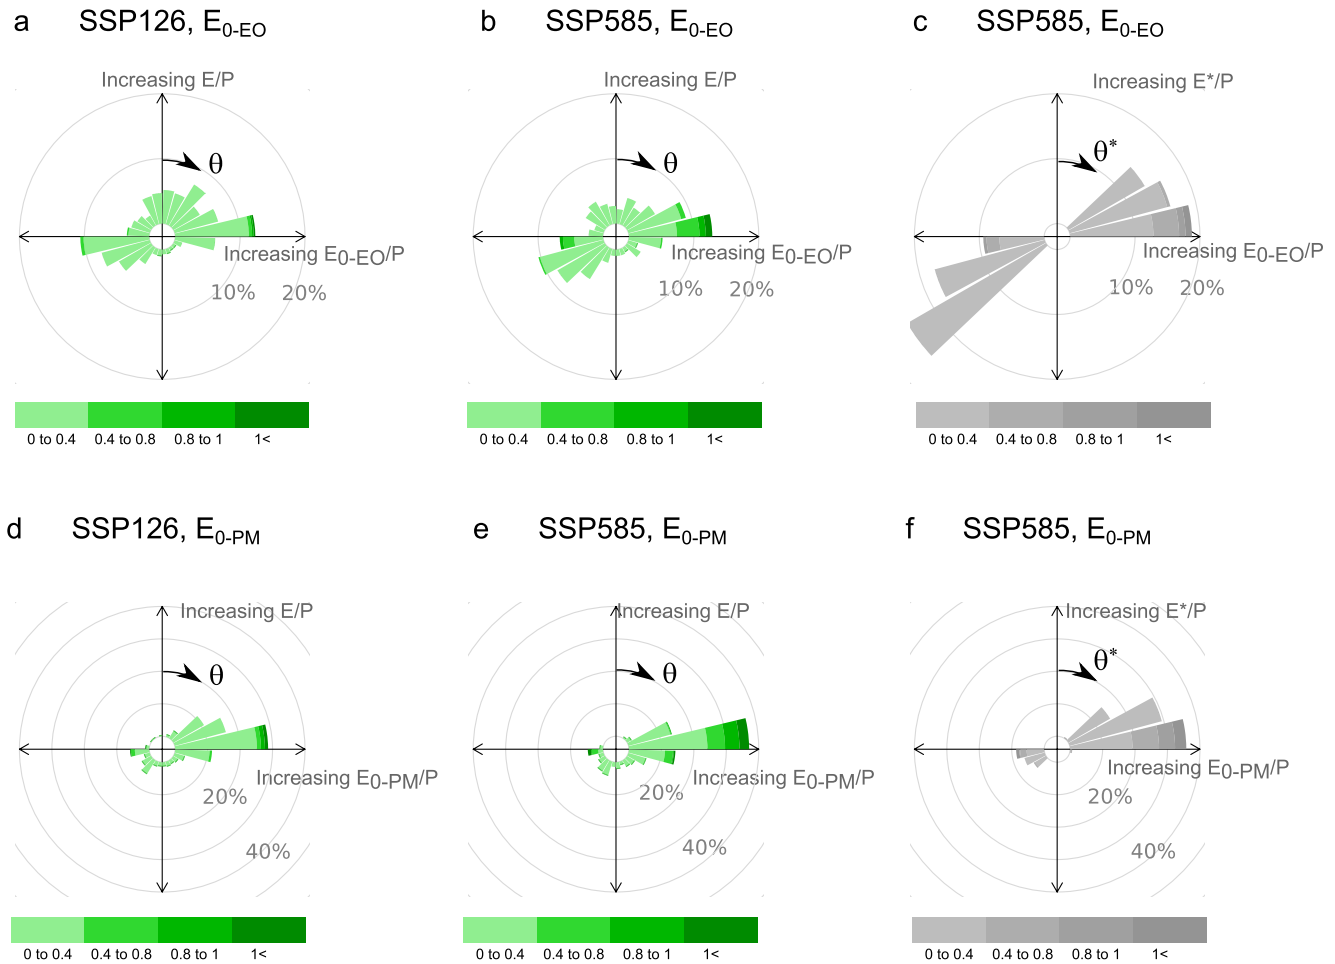 a SSP126, E0-EO
b SSP585, E0-EO
c SSP585, E0-EO
Increasing E/P
Increasing E/P
Increasing E*/P
θ
θ
θ*
Increasing E0-EO/P
Increasing E0-EO/P
Increasing E0-EO/P
10% 20%
10% 20%
10% 20%
0 to 0.4 0.4 to 0.8 0.8 to 1 1<
0 to 0.4 0.4 to 0.8 0.8 to 1 1<
0 to 0.4 0.4 to 0.8 0.8 to 1 1<
d SSP126, E0-PM
e SSP585, E0-PM
f SSP585, E0-PM
Increasing E/P
Increasing E/P
Increasing E*/P
θ
θ
θ*
Increasing E0-PM/P
Increasing E0-PM/P
Increasing E0-PM/P
20%
20%
20%
40%
40%
40%
0 to 0.4 0.4 to 0.8 0.8 to 1 1<
0 to 0.4 0.4 to 0.8 0.8 to 1 1<
0 to 0.4 0.4 to 0.8 0.8 to 1 1<